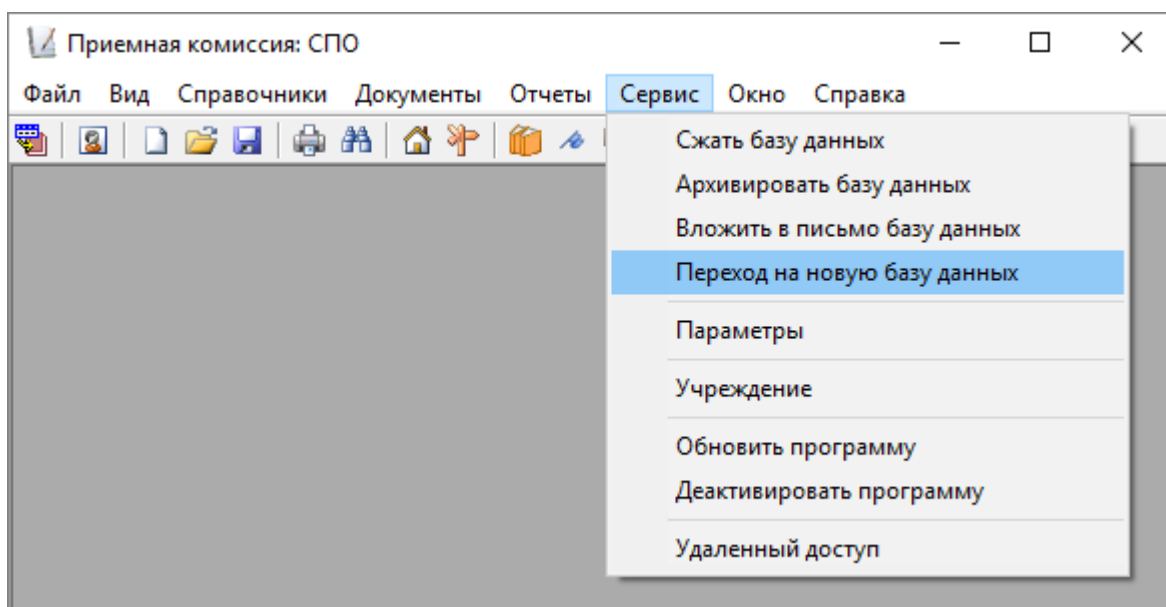 Приемная комиссия: СПО
Файл Вид Справочники Документы Отчеты Сервис Окно Справка
Сжать базу данных
Архивировать базу данных
Вложить в письмо базу данных
Переход на новую базу данных
Параметры
Учреждение
Обновить программу
Деактивировать программу
Удаленный доступ